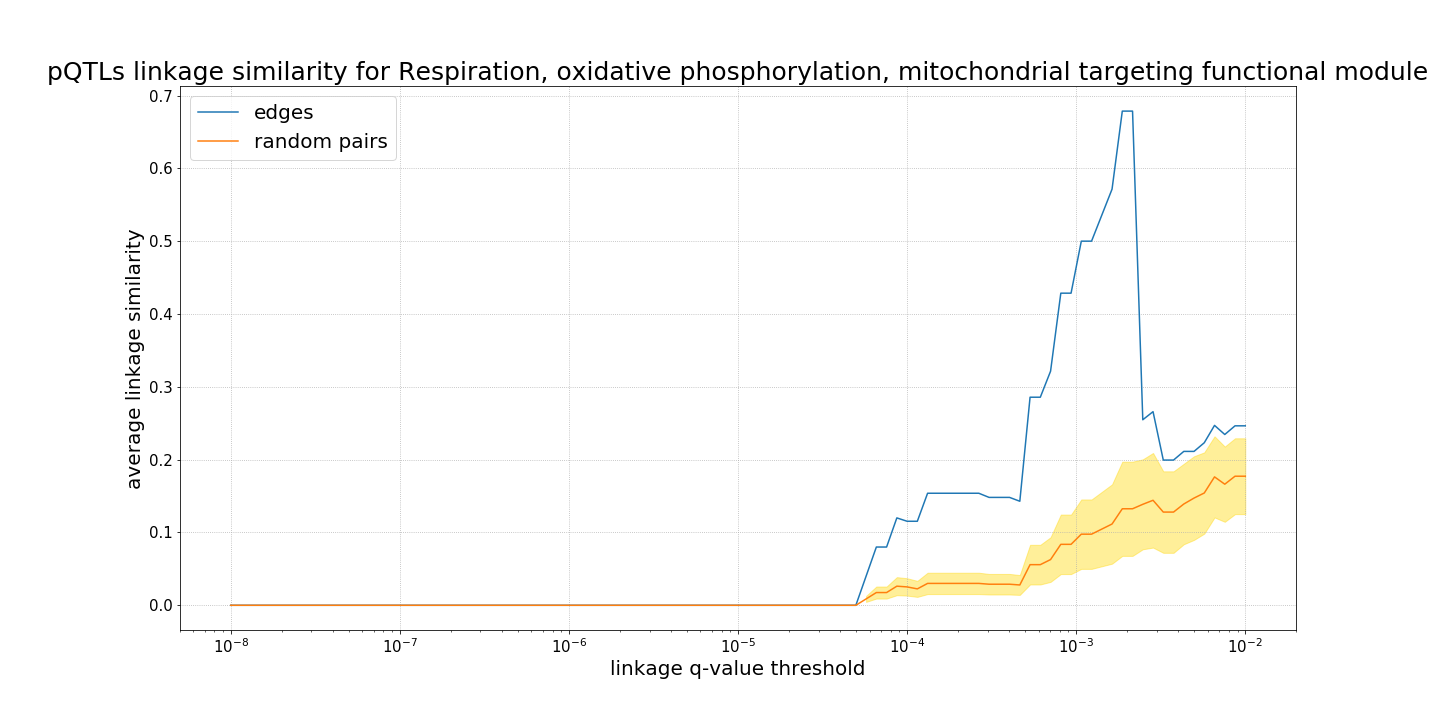 pQTLs linkage similarity for Respiration, oxidative phosphorylation, mitochondrial targeting functional module
edges
random pairs
average linkage similarity
0.7
0.6
0.5
0.4
0.3
0.2
0.1
0.0
10⁻⁸ 10⁻⁷ 10⁻⁶ 10⁻⁵ 10⁻⁴ 10⁻³ 10⁻²
linkage q-value threshold